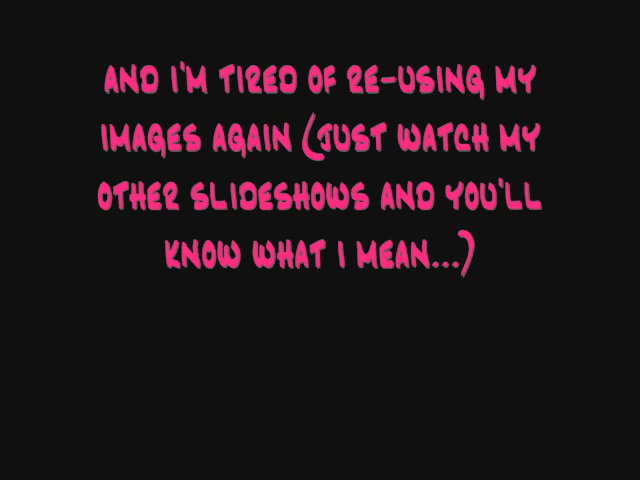 AND I'M TIRED OF RE-USING MY
IMAGES AGAIN (JUST WATCH MY
OTHER SLIDESHOWS AND YOU'LL
KNOW WHAT I MEAN...)